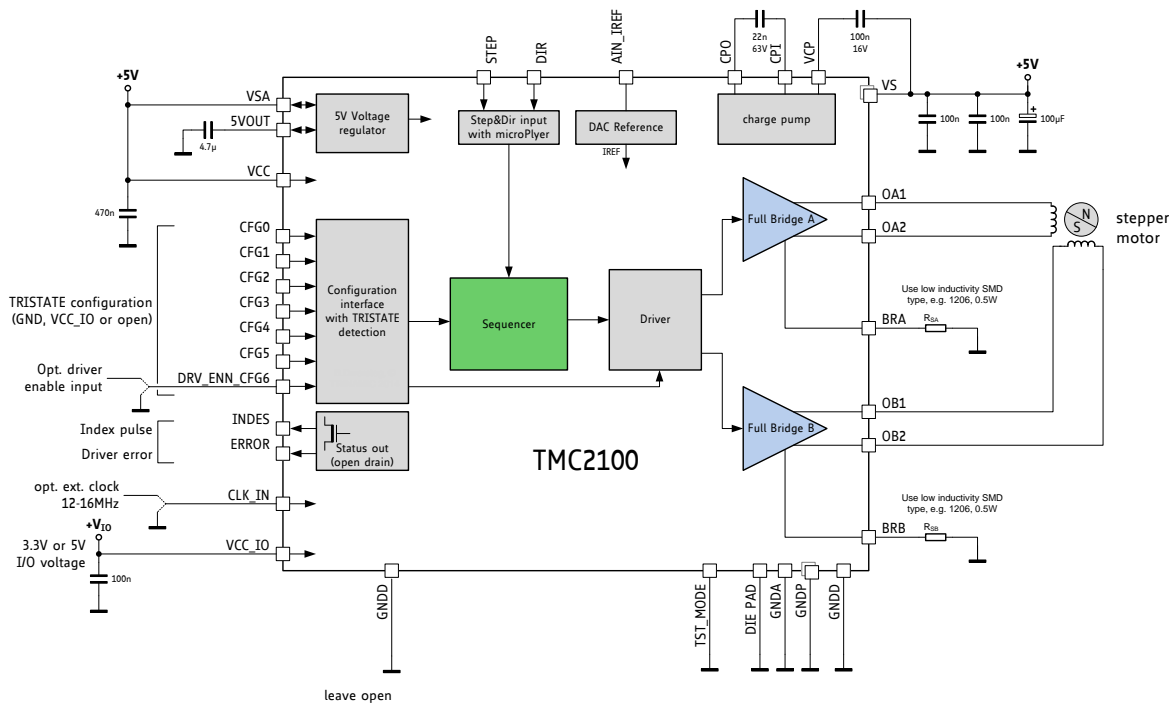 STEP
DIR
AIN_IREF
CPO
22n
63V
CPI
VCP
100n
16V
+5V
VSA
5VOUT
4.7µ
5V Voltage
regulator
Step&Dir input
with microPlyer
DAC Reference
IREF
charge pump
VS
+5V
100n
100n
+
100µF
VCC
470n
TRISTATE configuration
(GND, VCC_IO or open)
CFG0
CFG1
CFG2
CFG3
CFG4
CFG5
Opt. driver
enable input
DRV_ENN_CFG6
Configuration
interface
with TRISTATE
detection
Sequencer
Driver
Full Bridge A
OA1
OA2
N
S
stepper
motor
Use low inductivity SMD
type, e.g. 1206, 0.5W
BRA
RSA
Full Bridge B
OB1
OB2
Index pulse
Driver error
INDES
ERROR
Status out
(open drain)
TMC2100
opt. ext. clock
12-16MHz
CLK_IN
Use low inductivity SMD
type, e.g. 1206, 0.5W
BRB
RSB
+VIO
3.3V or 5V
I/O voltage
VCC_IO
100n
GNDD
TST_MODE
DIE PAD
GNDA
GNDP
GNDD
leave open